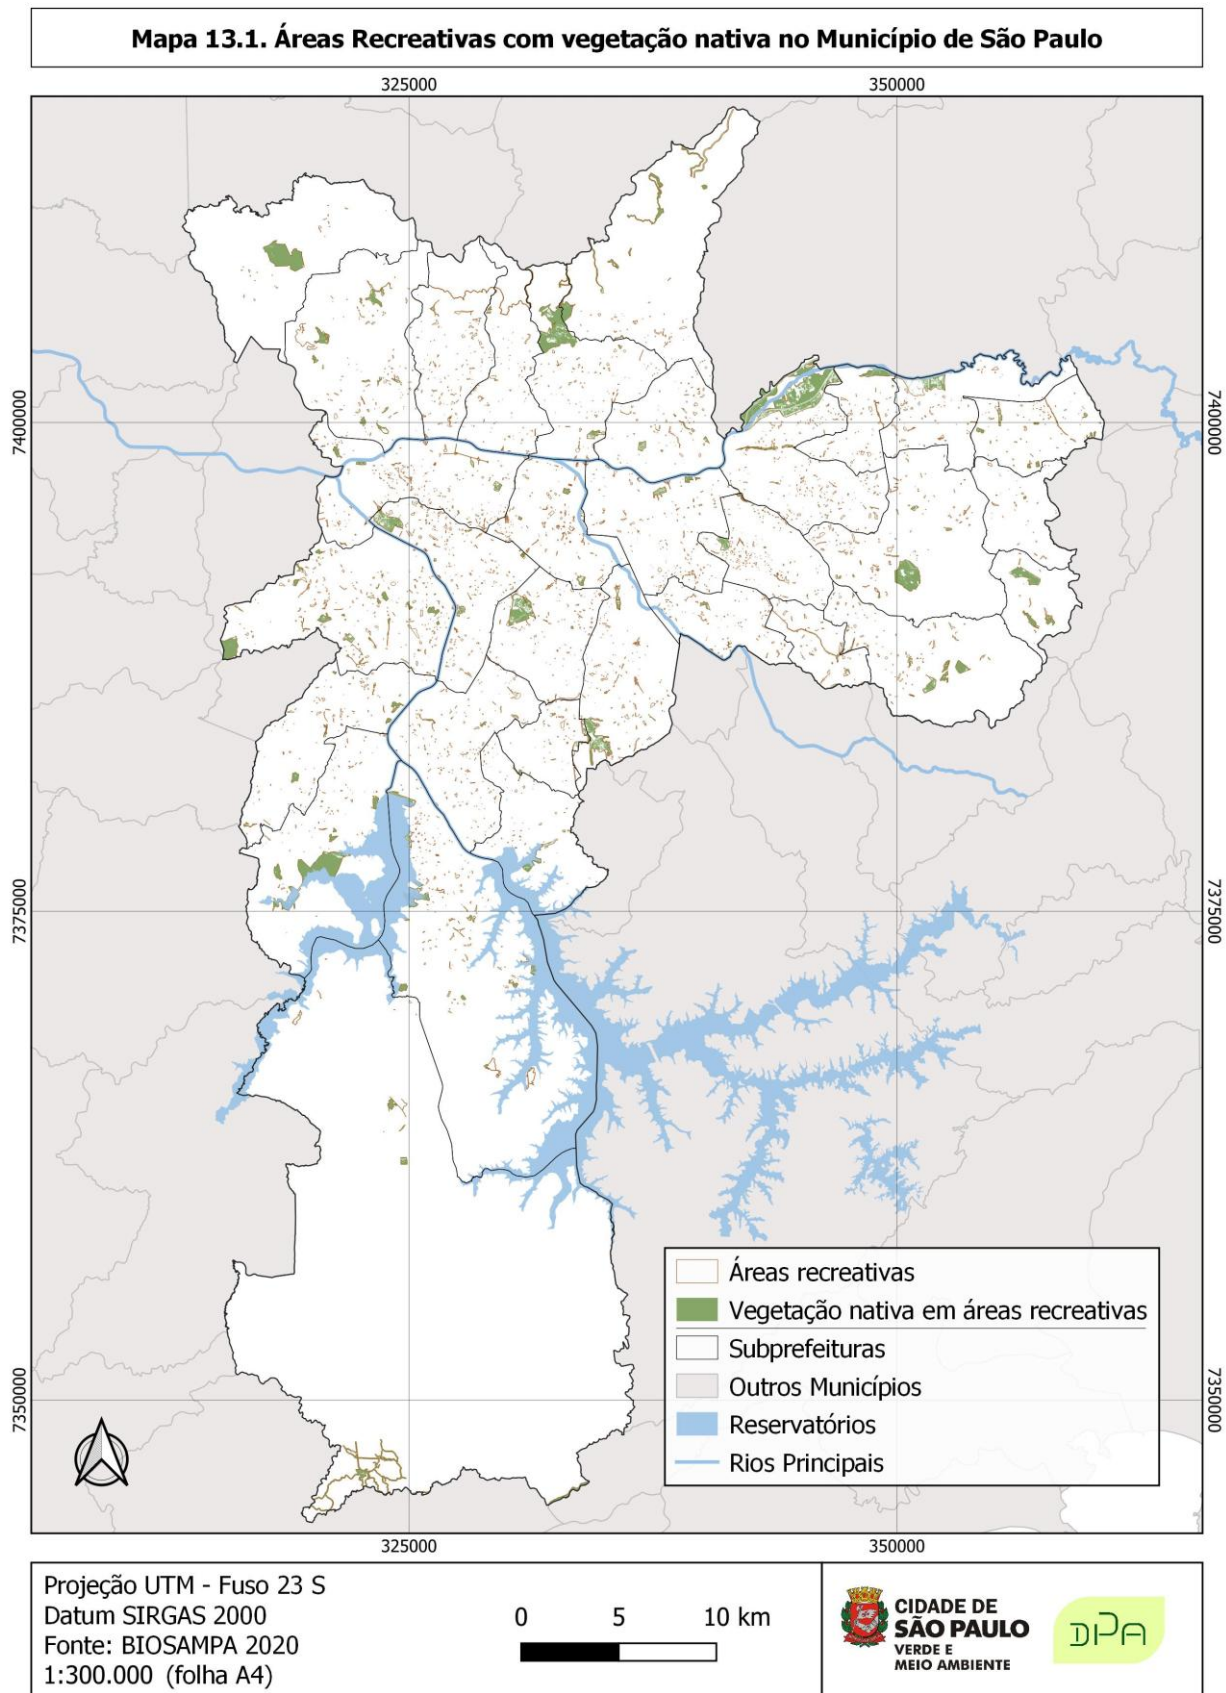 Mapa 13.1. Áreas Recreativas com vegetação nativa no Município de São Paulo
325000
350000
7400000
7400000
7375000
7375000
7350000
7350000
Áreas recreativas
Vegetação nativa em áreas recreativas
Subprefeituras
Outros Municípios
Reservatórios
Rios Principais
325000
350000
Projeção UTM - Fuso 23 S
Datum SIRGAS 2000
Fonte: BIOSAMPA 2020
1:300.000 (folha A4)
0 5 10 km
CIDADE DE
SÃO PAULO
VERDE E
MEIO AMBIENTE
DPA